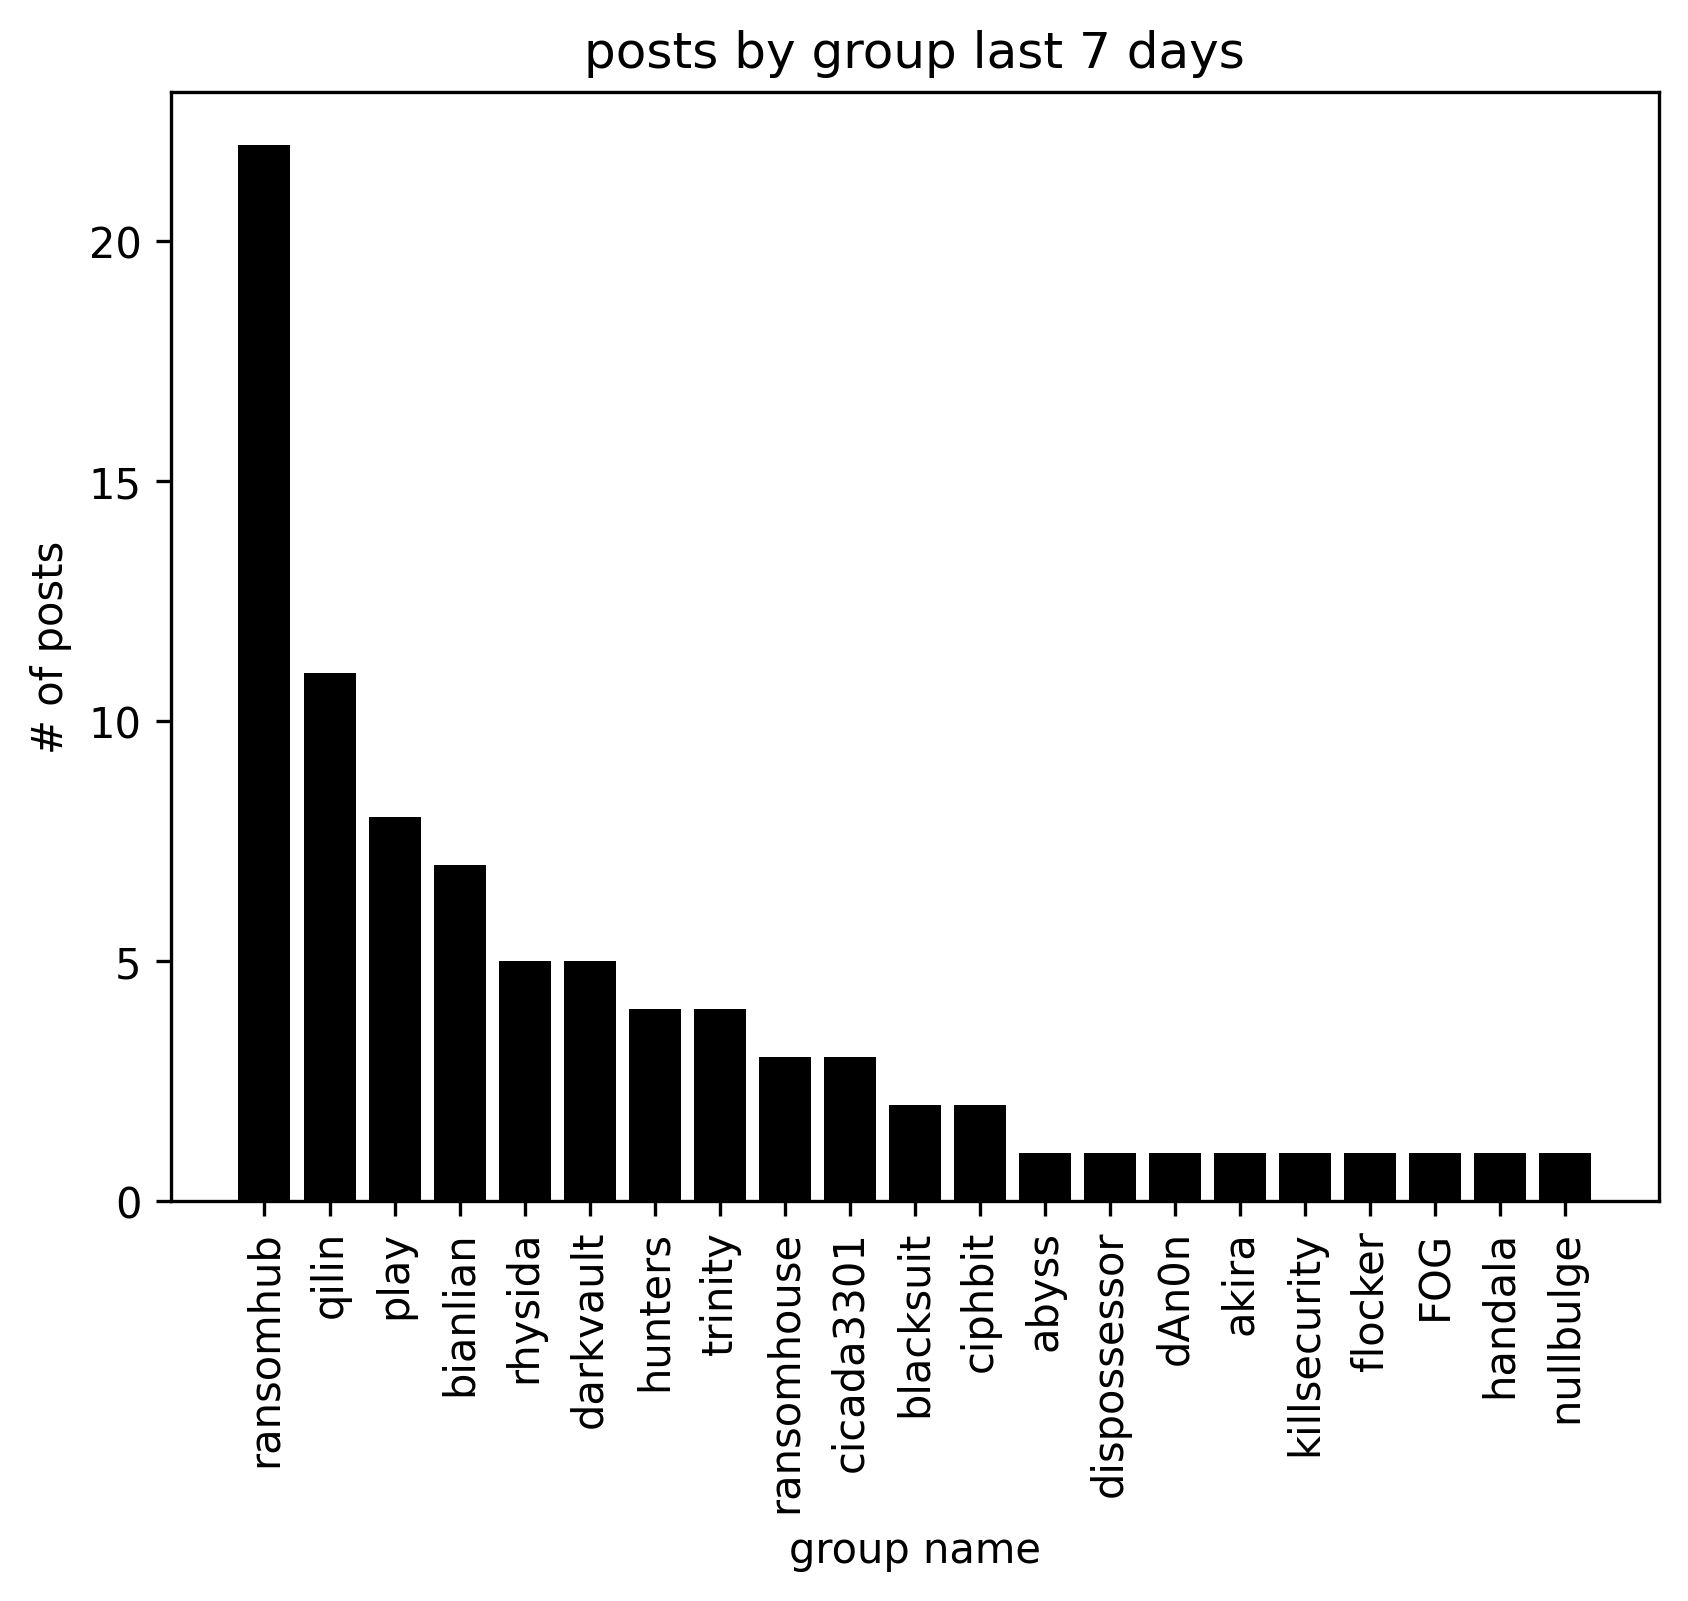 posts by group last 7 days
# of posts
20
15
10
5
0
ransomhub
qilin
play
bianlian
rhysida
darkvault
hunters
trinity
ransomhouse
cicada3301
blacksuit
ciphbit
abyss
dispossessor
dAn0n
akira
killsecurity
flocker
FOG
handala
nullbulge
group name